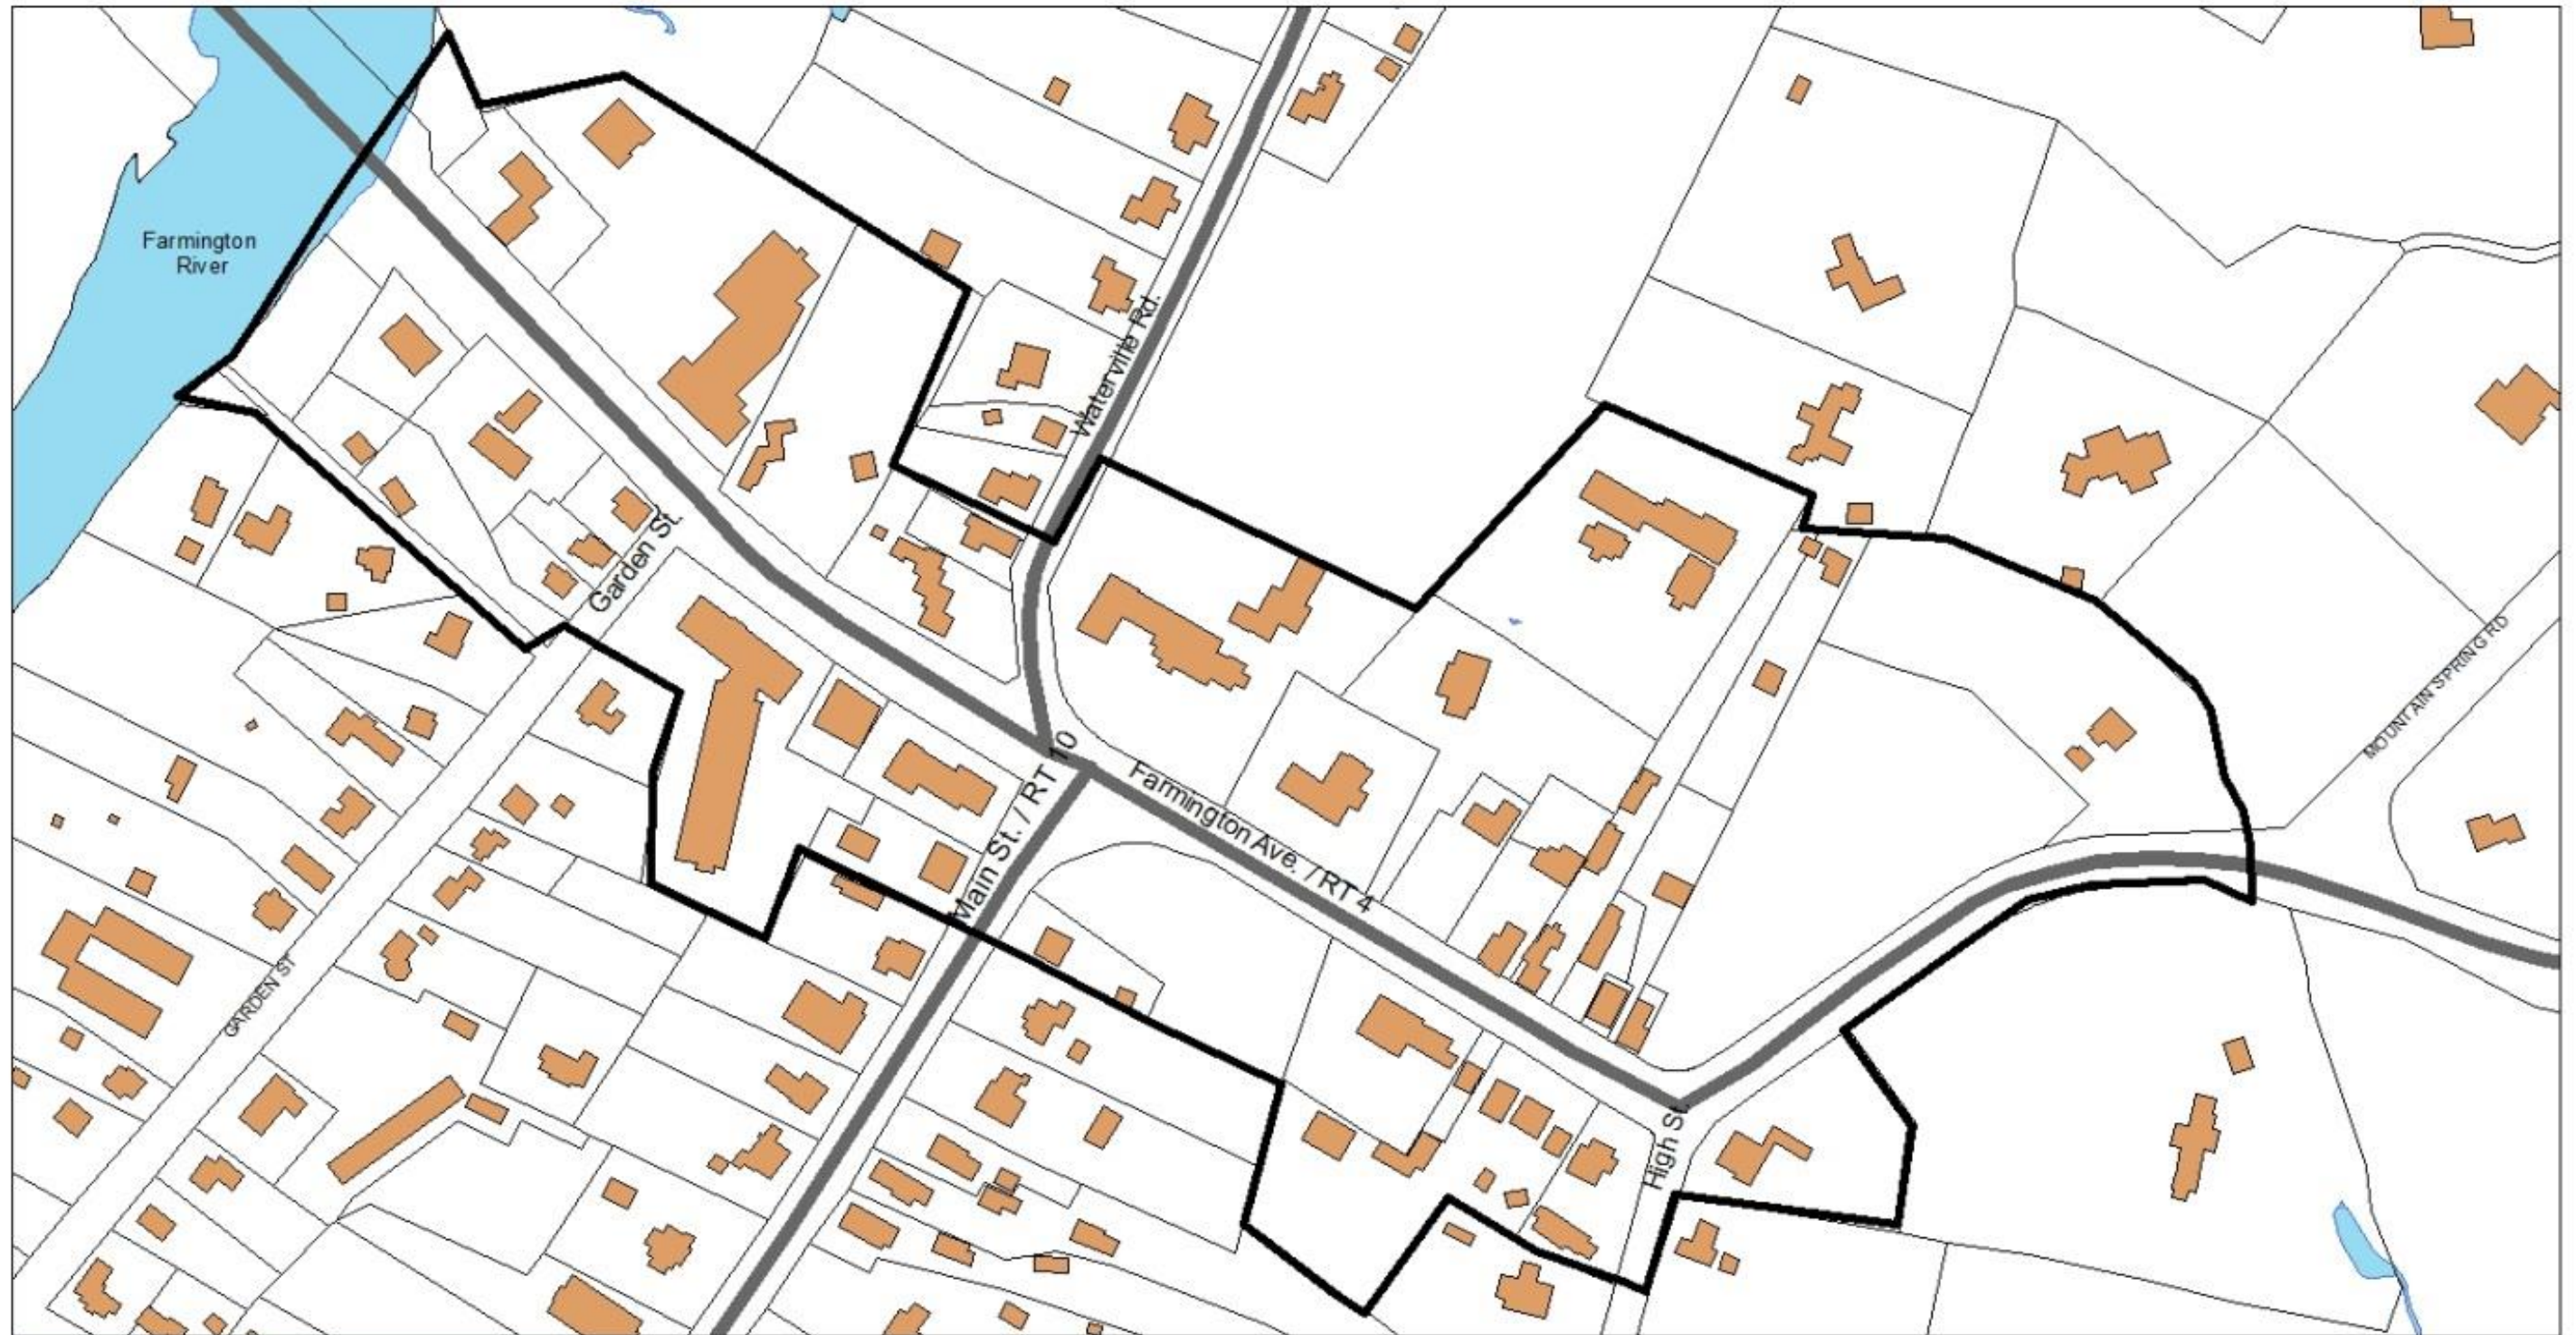 Farmington
River
Waterville Rd.
Garden St.
MOUNTAIN SPRING RD
Main St. / RT 10
Farmington Ave. / RT 4
GARDEN ST
High St.